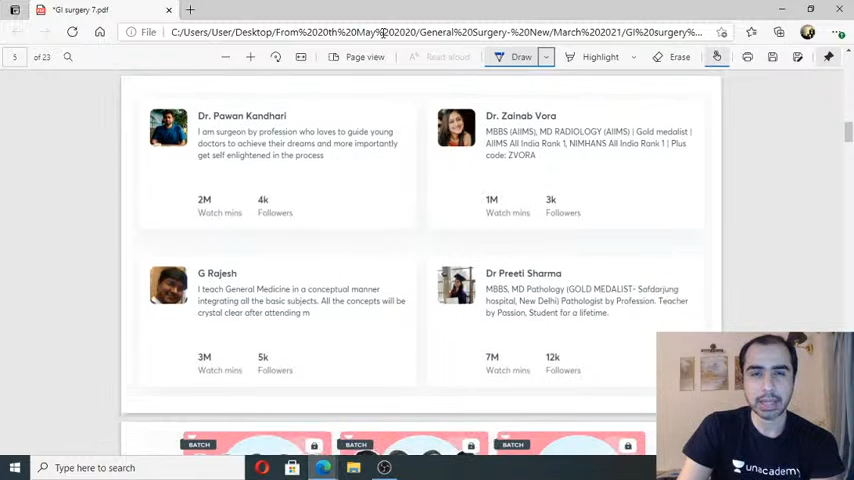 *GI surgery 7.pdf
File
C:/Users/User/Desktop/From%2020th%20May%202020/General%20Surgery-%20New/March%202021/GI%20surgery%...
5 of 23
Page view
Read aloud
Draw
Highlight
Erase
Dr. Pawan Kandhari
I am surgeon by profession who loves to guide young
doctors to achieve their dreams and more importantly
get self enlightened in the process
2M
4k
Watch mins
Followers
Dr. Zainab Vora
MBBS (AIIMS), MD RADIOLOGY (AIIMS) | Gold medalist |
AIIMS All India Rank 1, NIMHANS All India Rank 1 | Plus
code: ZVORA
1M
3k
Watch mins
Followers
G Rajesh
I teach General Medicine in a conceptual manner
integrating all the basic subjects. All the concepts will be
crystal clear after attending m
3M
5k
Watch mins
Followers
Dr Preeti Sharma
MBBS, MD Pathology (GOLD MEDALIST- Safdarjung
hospital, New Delhi) Pathologist by Profession. Teacher
by Passion, Student for a lifetime.
7M
12k
Watch mins
Followers
BATCH
BATCH
BATCH
unacademy
Type here to search